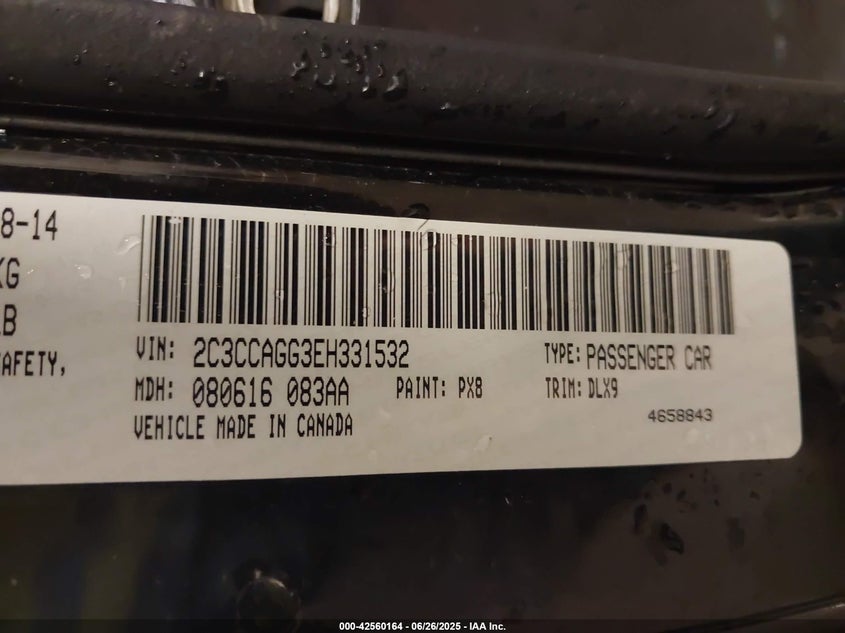 8-14
KG
LB
AFETY,
VIN: 2C3CCAGG3EH331532 TYPE: PASSENGER CAR
MDH: 080616 083AA PAINT: PX8 TRIM: DLX9
VEHICLE MADE IN CANADA 4658843
000-42560164 - 06/26/2025 - IAA Inc.